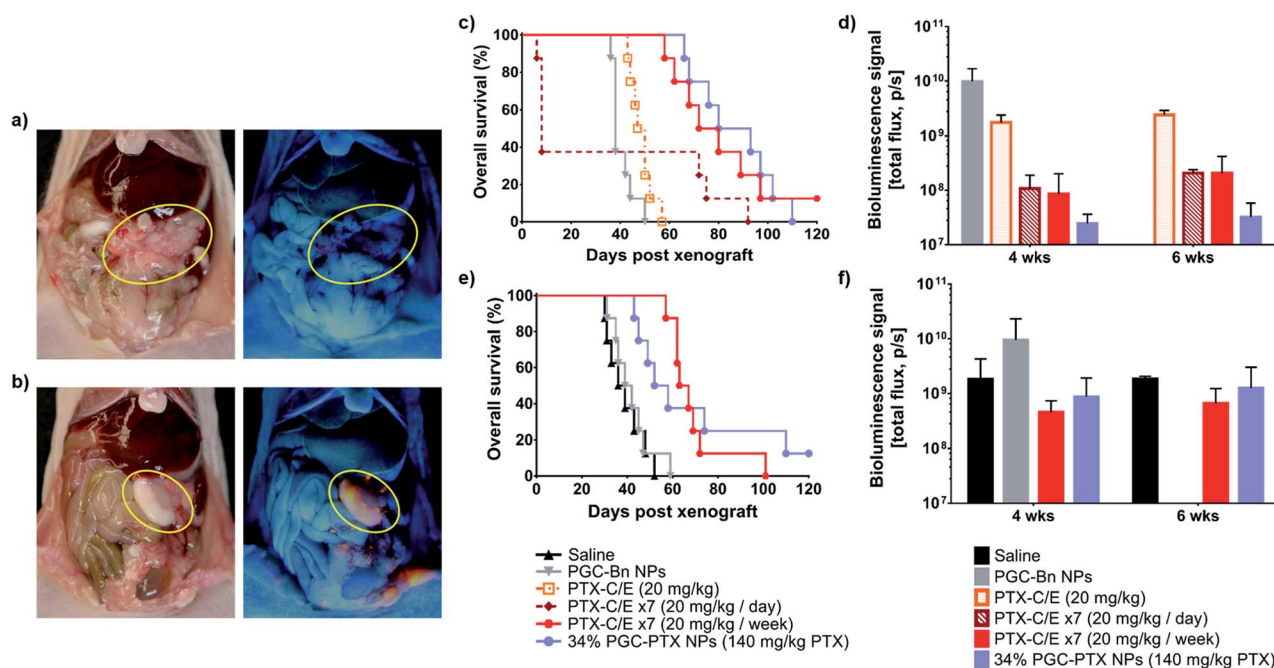 a)
b)
c)
Overall survival (%)
100
80
60
40
20
0
0 20 40 60 80 100 120
Days post xenograft
d)
Bioluminescence signal
[total flux, p/s]
10¹¹
10¹⁰
10⁹
10⁸
10⁷
4 wks 6 wks
e)
Overall survival (%)
100
80
60
40
20
0
0 20 40 60 80 100 120
Days post xenograft
Saline
PGC-Bn NPs
PTX-C/E (20 mg/kg)
PTX-C/E x7 (20 mg/kg / day)
PTX-C/E x7 (20 mg/kg / week)
34% PGC-PTX NPs (140 mg/kg PTX)
f)
Bioluminescence signal
[total flux, p/s]
10¹¹
10¹⁰
10⁹
10⁸
10⁷
4 wks 6 wks
Saline
PGC-Bn NPs
PTX-C/E (20 mg/kg)
PTX-C/E x7 (20 mg/kg / day)
PTX-C/E x7 (20 mg/kg / week)
34% PGC-PTX NPs (140 mg/kg PTX)